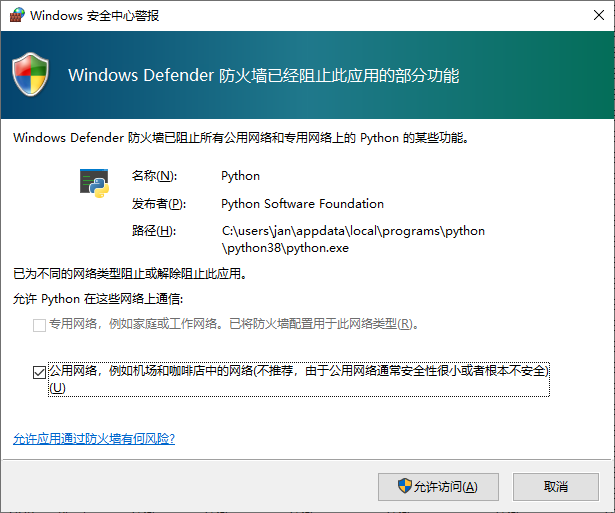 Windows 安全中心警报
Windows Defender 防火墙已经阻止此应用的部分功能
Windows Defender 防火墙已阻止所有公用网络和专用网络上的 Python 的某些功能。
名称(N): Python
发布者(P): Python Software Foundation
路径(H): C:\users\jan\appdata\local\programs\python
\python38\python.exe
已为不同的网络类型阻止或解除阻止此应用。
允许 Python 在这些网络上通信:
专用网络，例如家庭或工作网络。已将防火墙配置用于此网络类型(R)。
公用网络，例如机场和咖啡店中的网络(不推荐，由于公用网络通常安全性很小或者根本不安全)
(U)
允许应用通过防火墙有何风险?
允许访问(A) 取消